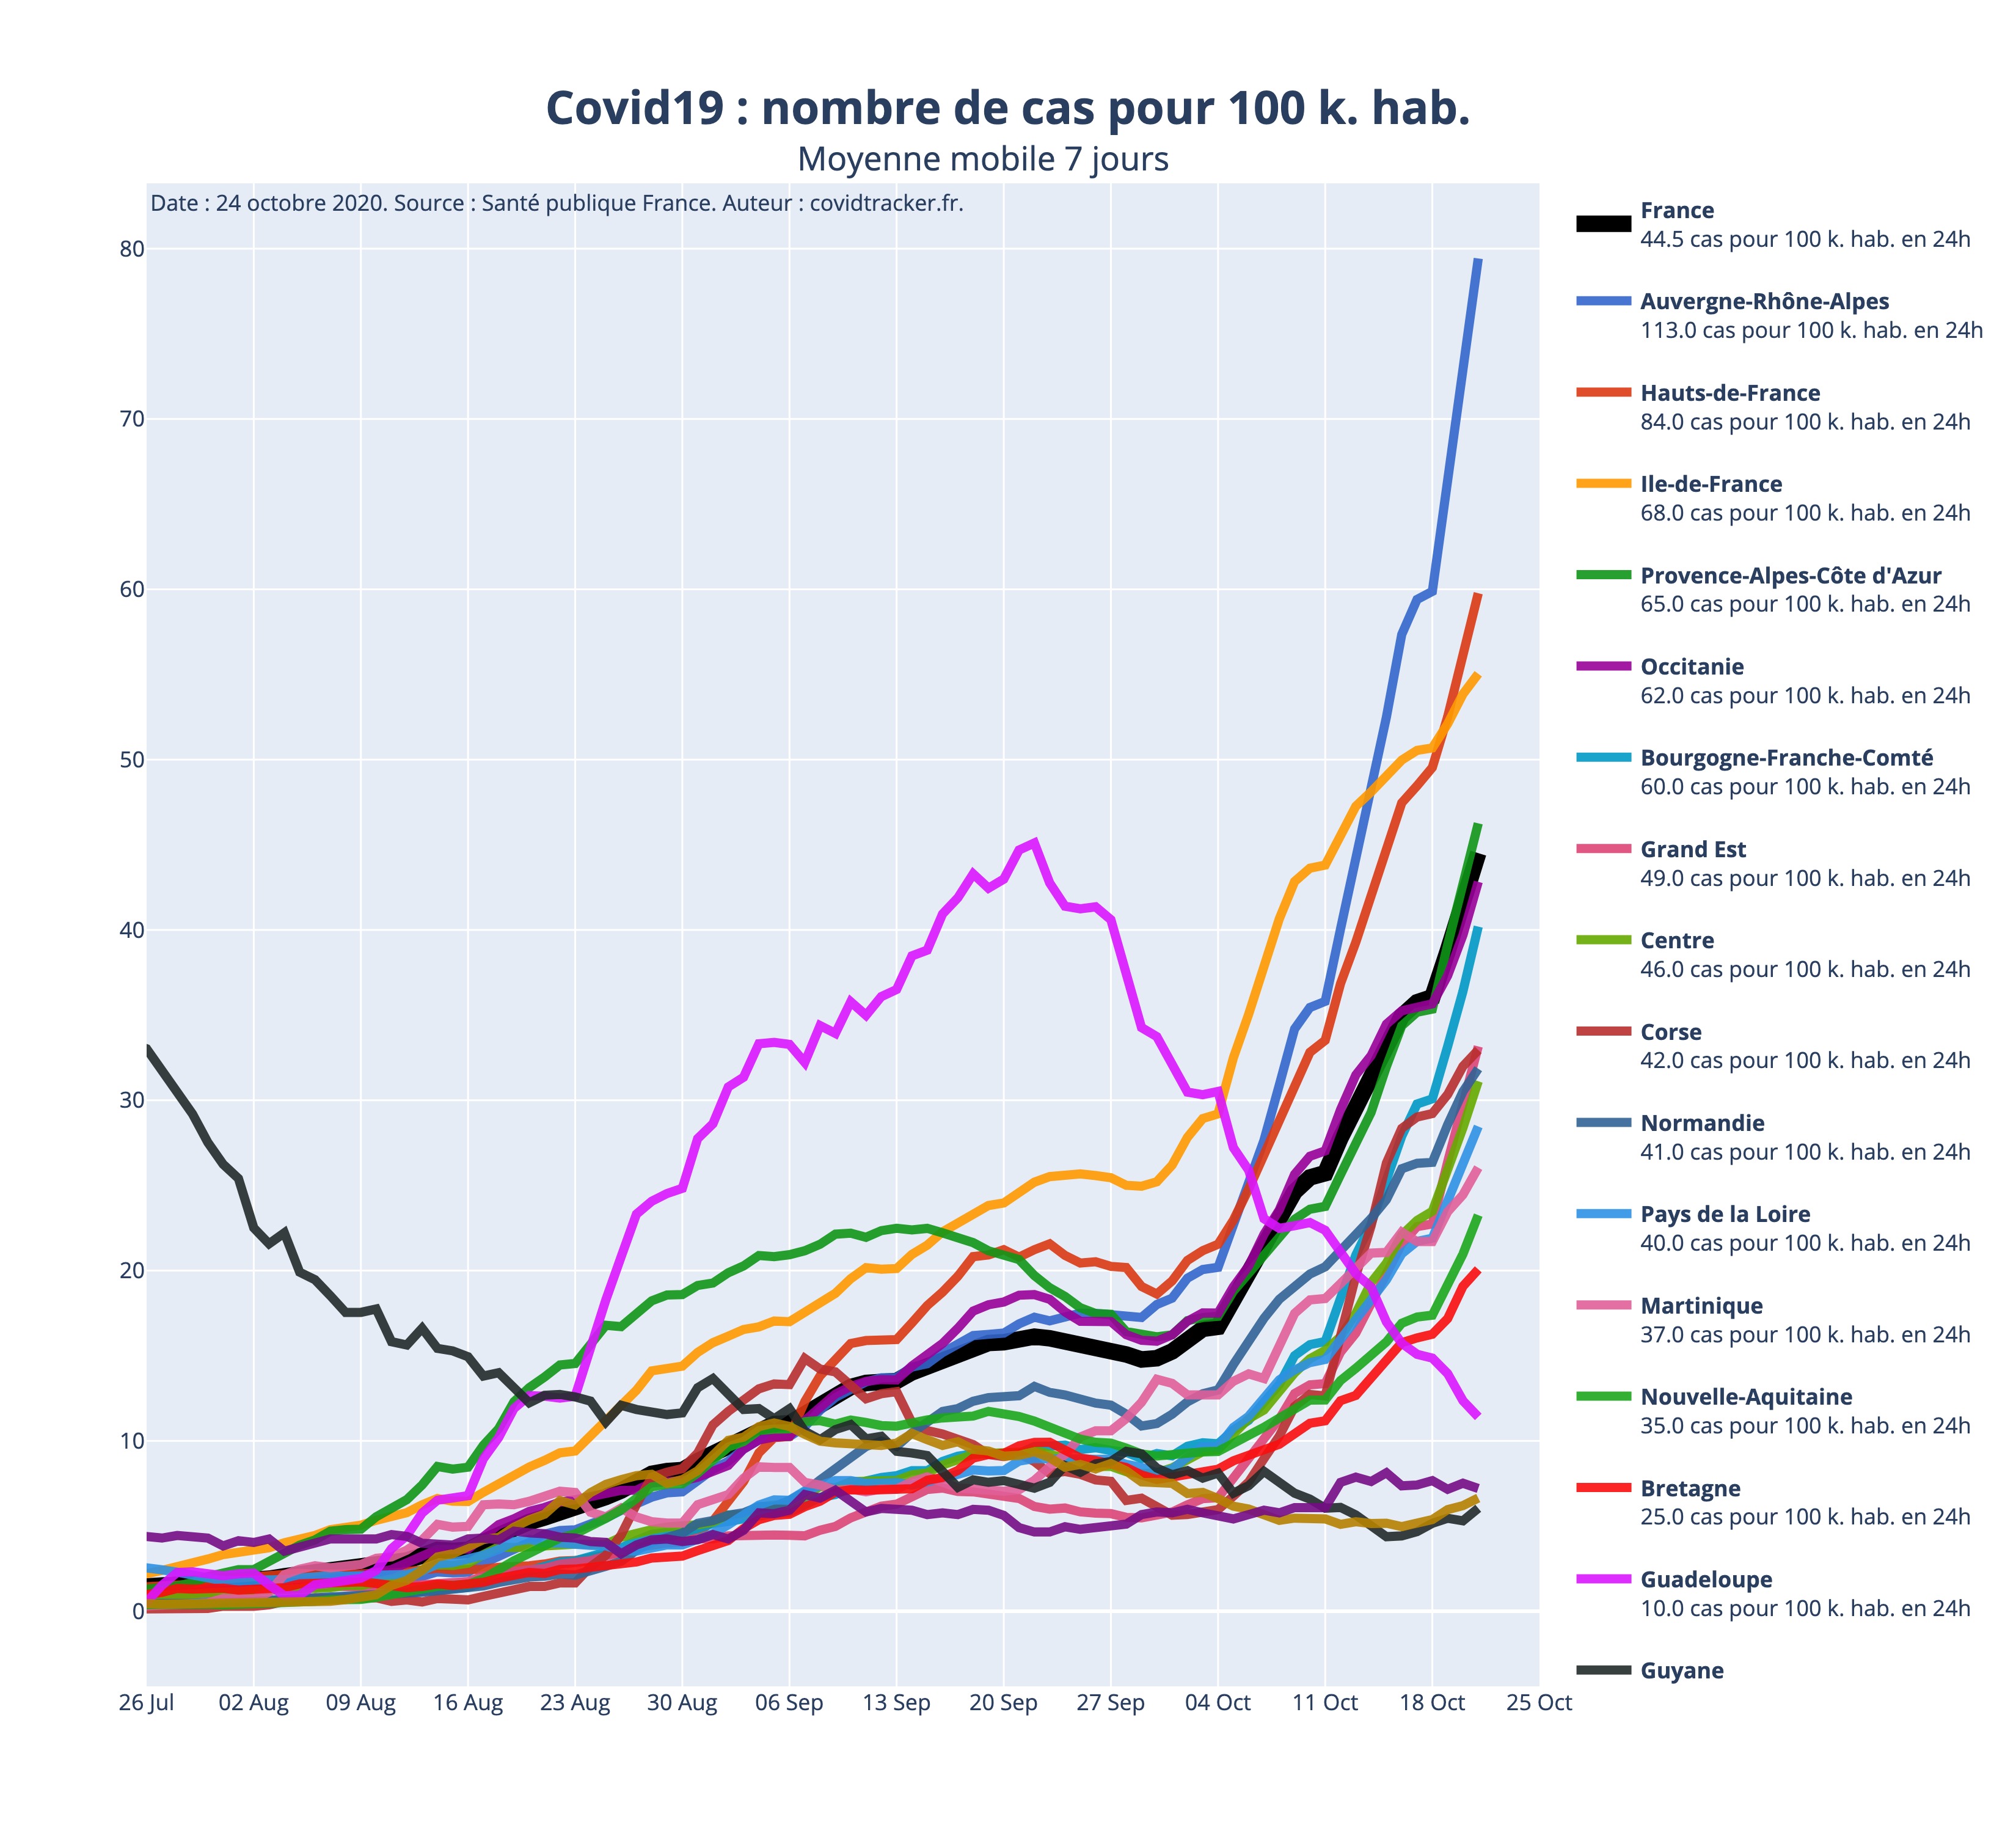 Covid19 : nombre de cas pour 100 k. hab.
Moyenne mobile 7 jours
Date : 24 octobre 2020. Source : Santé publique France. Auteur : covidtracker.fr.
80
70
60
50
40
30
20
10
0
26 Jul
02 Aug
09 Aug
16 Aug
23 Aug
30 Aug
06 Sep
13 Sep
20 Sep
27 Sep
04 Oct
11 Oct
18 Oct
25 Oct
France
44.5 cas pour 100 k. hab. en 24h
Auvergne-Rhône-Alpes
113.0 cas pour 100 k. hab. en 24h
Hauts-de-France
84.0 cas pour 100 k. hab. en 24h
Ile-de-France
68.0 cas pour 100 k. hab. en 24h
Provence-Alpes-Côte d'Azur
65.0 cas pour 100 k. hab. en 24h
Occitanie
62.0 cas pour 100 k. hab. en 24h
Bourgogne-Franche-Comté
60.0 cas pour 100 k. hab. en 24h
Grand Est
49.0 cas pour 100 k. hab. en 24h
Centre
46.0 cas pour 100 k. hab. en 24h
Corse
42.0 cas pour 100 k. hab. en 24h
Normandie
41.0 cas pour 100 k. hab. en 24h
Pays de la Loire
40.0 cas pour 100 k. hab. en 24h
Martinique
37.0 cas pour 100 k. hab. en 24h
Nouvelle-Aquitaine
35.0 cas pour 100 k. hab. en 24h
Bretagne
25.0 cas pour 100 k. hab. en 24h
Guadeloupe
10.0 cas pour 100 k. hab. en 24h
Guyane